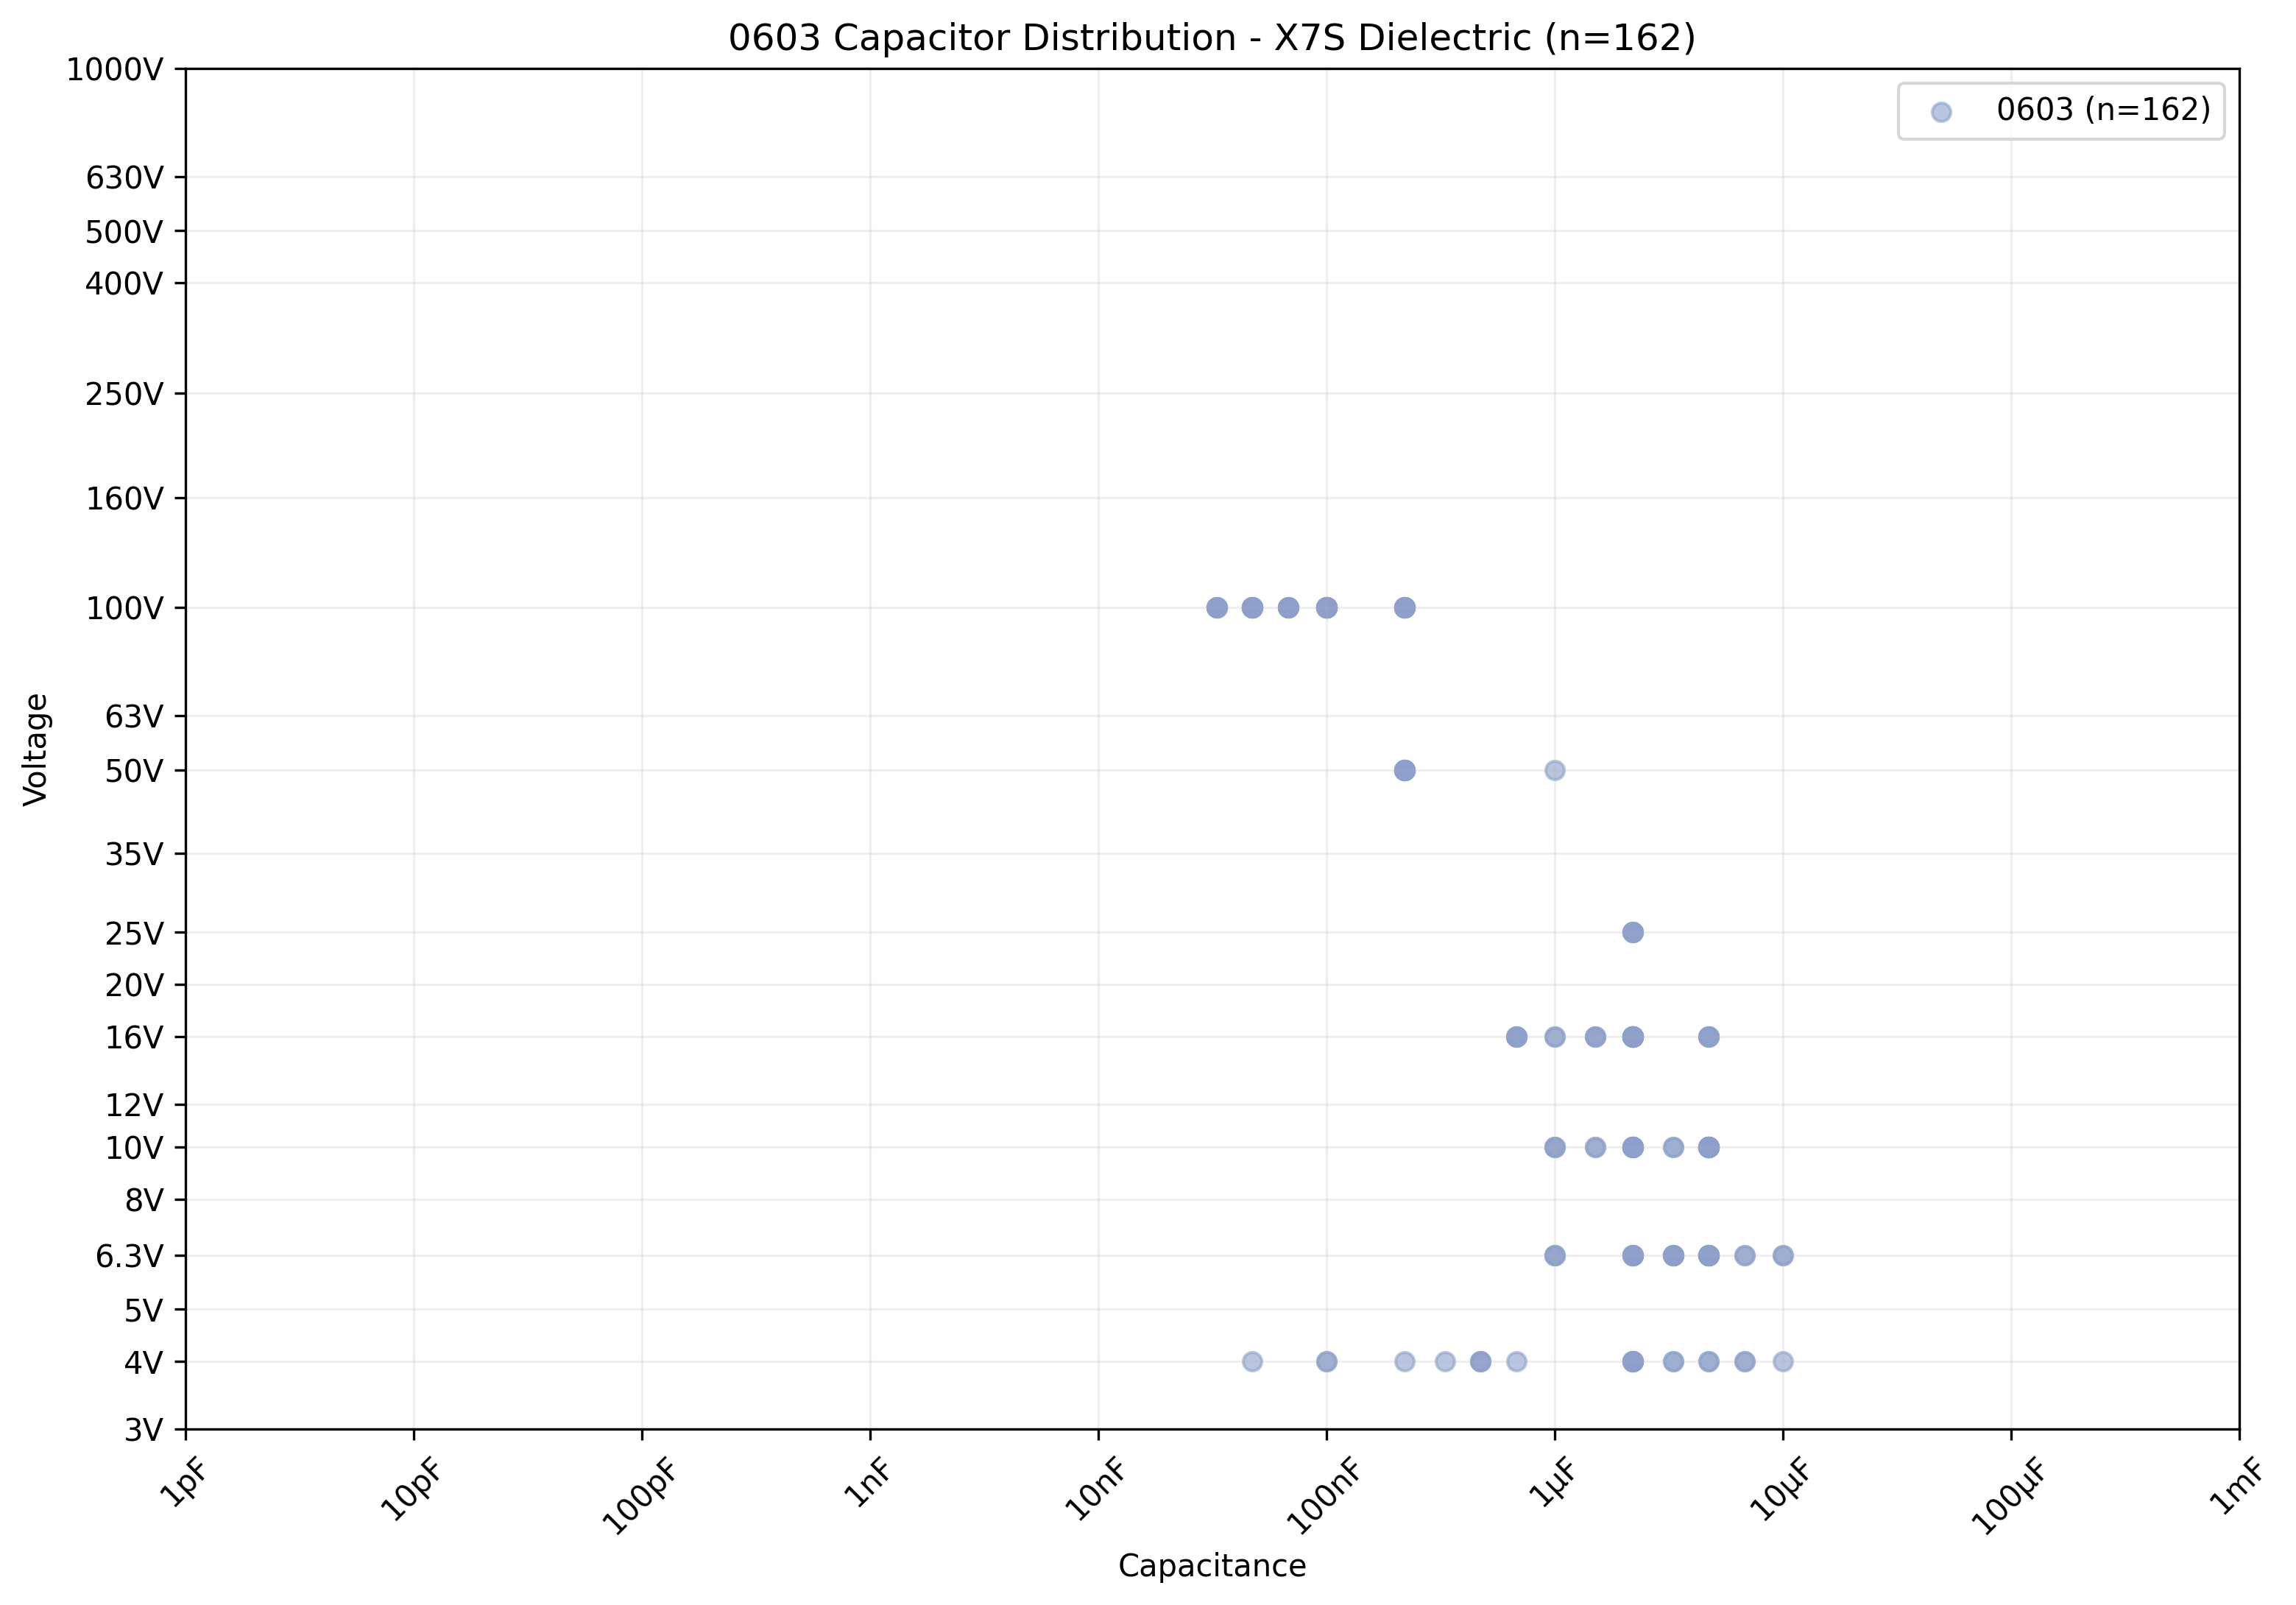 0603 Capacitor Distribution - X7S Dielectric (n=162)
0603 (n=162)
Voltage
1000V
630V
500V
400V
250V
160V
100V
63V
50V
35V
25V
20V
16V
12V
10V
8V
6.3V
5V
4V
3V
1pF
10pF
100pF
1nF
10nF
100nF
1μF
10μF
100μF
1mF
Capacitance